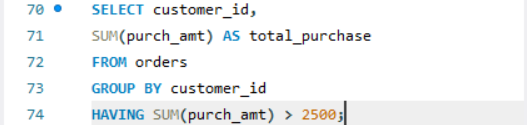 70 SELECT customer_id,
71 SUM(purch_amt) AS total_purchase
72 FROM orders
73 GROUP BY customer_id
74 HAVING SUM(purch_amt) > 2500;